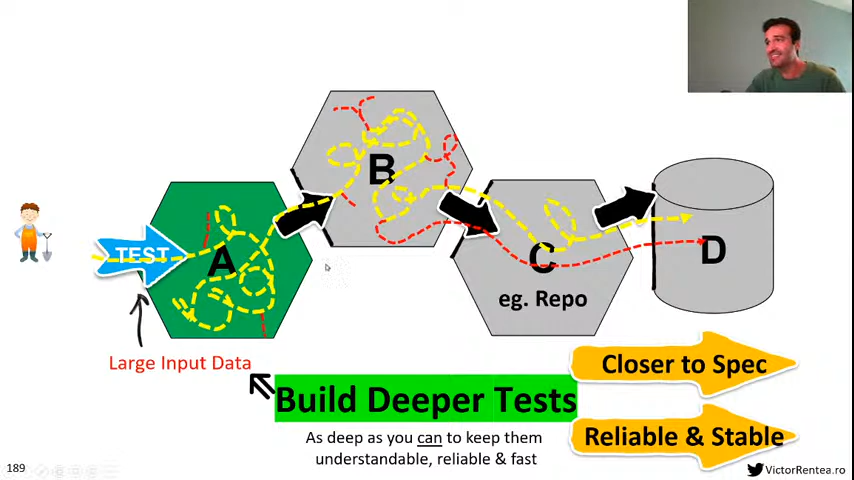 B
TEST
A
C
D
eg. Repo
Large Input Data
Closer to Spec
Build Deeper Tests
As deep as you can to keep them
understandable, reliable & fast
Reliable & Stable
189
VictorRentea.ro